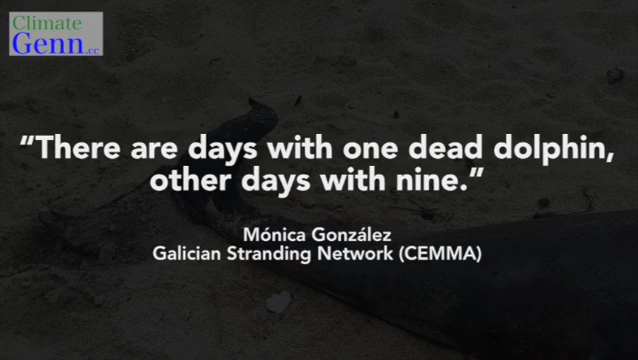 Climate
Genn.cc
“There are days with one dead dolphin,
other days with nine.”
Mónica González
Galician Stranding Network (CEMMA)